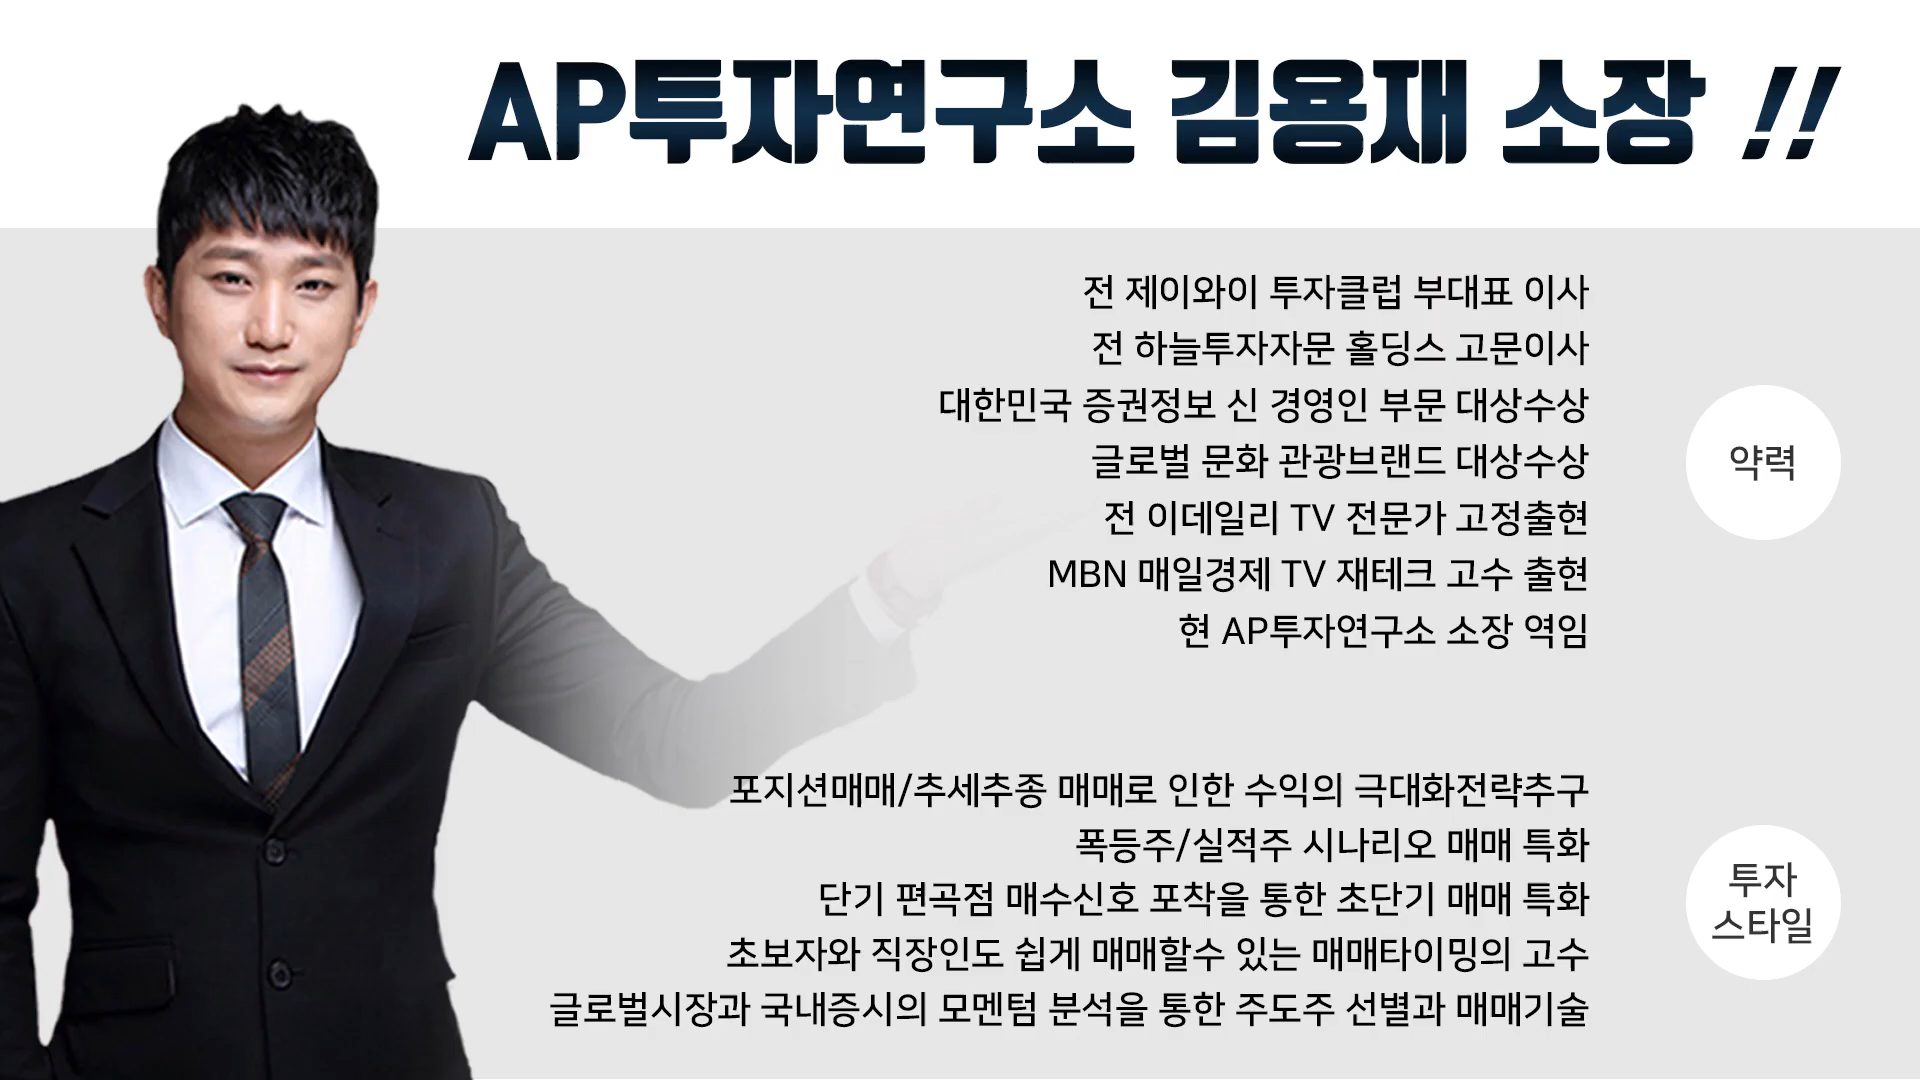 AP투자연구소 김용재 소장 !!
전 제이와이 투자클럽 부대표 이사
전 하늘투자자문 홀딩스 고문이사
대한민국 증권정보 신 경영인 부문 대상수상
글로벌 문화 관광브랜드 대상수상
전 이데일리 TV 전문가 고정출현
MBN 매일경제 TV 재테크 고수 출현
현 AP투자연구소 소장 역임
약력
포지션매매/추세추종 매매로 인한 수익의 극대화전략추구
폭등주/실적주 시나리오 매매 특화
단기 편곡점 매수신호 포착을 통한 초단기 매매 특화
초보자와 직장인도 쉽게 매매할수 있는 매매타이밍의 고수
글로벌시장과 국내증시의 모멘텀 분석을 통한 주도주 선별과 매매기술
투자
스타일